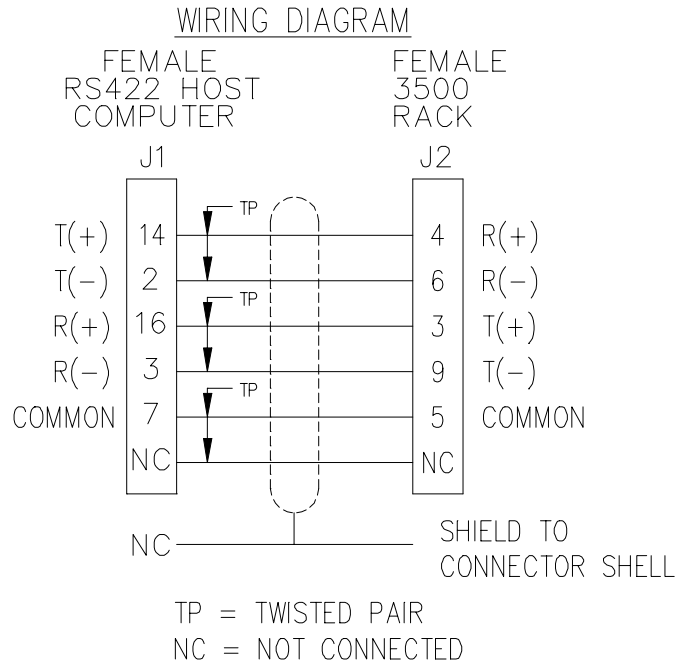 WIRING DIAGRAM
FEMALE
RS422 HOST
COMPUTER
FEMALE
3500
RACK
J1
J2
TP
T(+) 14 4 R(+)
T(−) 2 6 R(−)
TP
R(+) 16 3 T(+)
R(−) 3 9 T(−)
TP
COMMON 7 5 COMMON
NC NC
NC
SHIELD TO
CONNECTOR SHELL
TP = TWISTED PAIR
NC = NOT CONNECTED